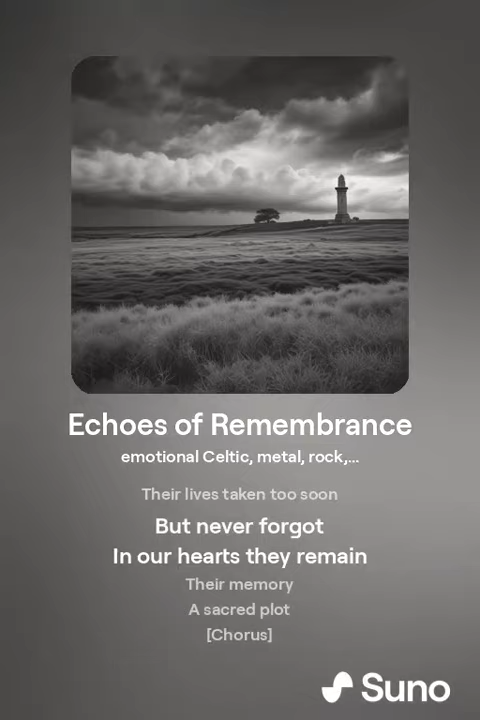 Echoes of Remembrance
emotional Celtic, metal, rock,...
Their lives taken too soon
But never forgot
In our hearts they remain
Their memory
A sacred plot
[Chorus]
Suno